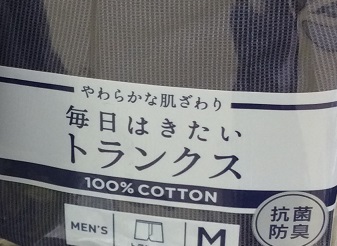 やわらかな肌ざわり
毎日はきたい
トランクス
100% COTTON
MEN'S
M
抗菌
防臭